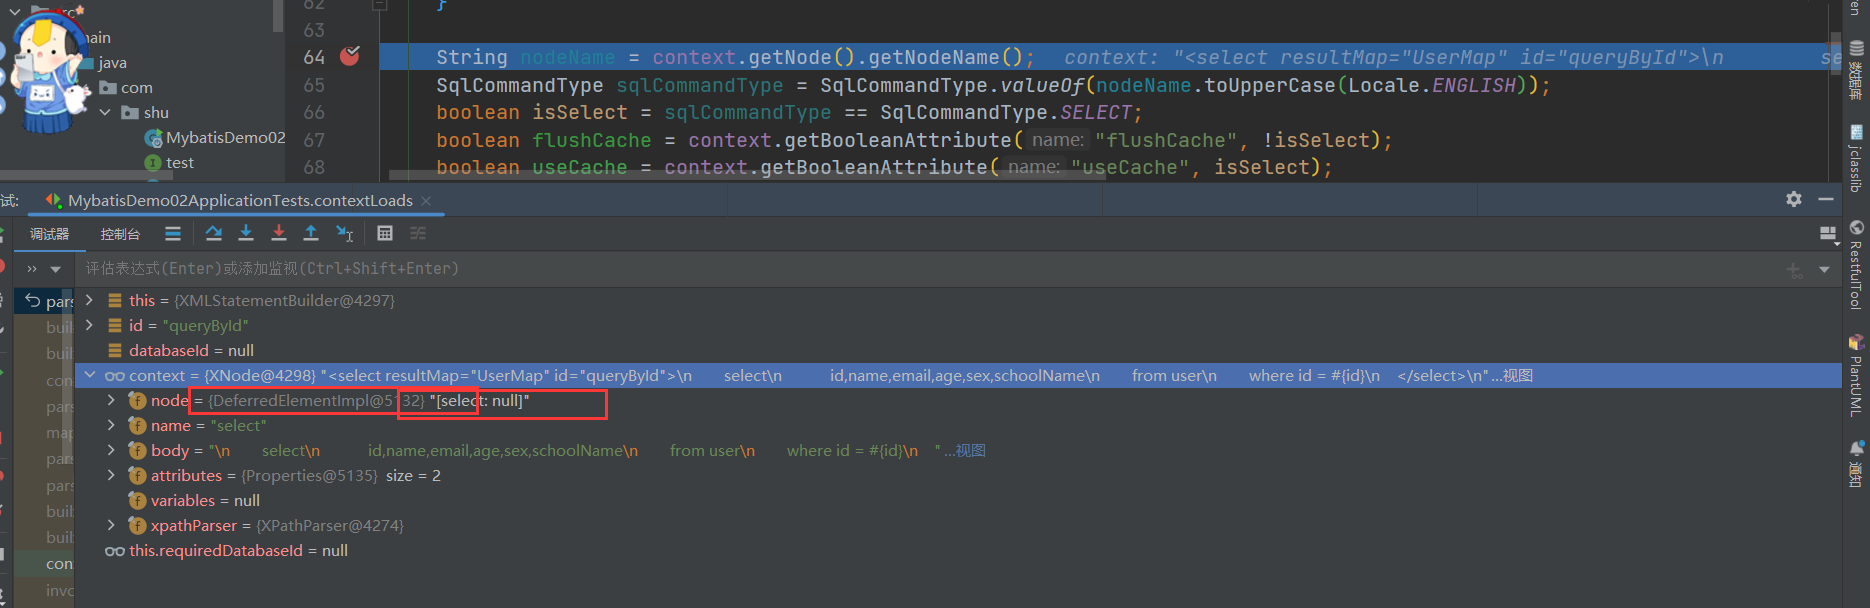 src
62 }
main
63
64 String nodeName = context.getNode().getNodeName(); context: "<select resultMap="UserMap" id="queryById">\n se
java
65 SqlCommandType sqlCommandType = SqlCommandType.valueOf(nodeName.toUpperCase(Locale.ENGLISH));
com
66 boolean isSelect = sqlCommandType == SqlCommandType.SELECT;
shu
67 boolean flushCache = context.getBooleanAttribute( name: "flushCache", !isSelect);
MybatisDemo02
68 boolean useCache = context.getBooleanAttribute( name: "useCache", isSelect);
test
试: MybatisDemo02ApplicationTests.contextLoads ×
调试器 控制台
» 评估表达式(Enter)或添加监视(Ctrl+Shift+Enter)
pars
this = {XMLStatementBuilder@4297}
buil
id = "queryById"
buil
databaseId = null
con
context = {XNode@4298} "<select resultMap="UserMap" id="queryById">\n select\n id,name,email,age,sex,schoolName\n from user\n where id = #{id}\n </select>\n"...视图
pars
node = {DeferredElementImpl@5132} "[select: null]"
map
name = "select"
pars
body = "\n select\n id,name,email,age,sex,schoolName\n from user\n where id = #{id}\n " ...视图
pars
attributes = {Properties@5135} size = 2
buil
variables = null
buil
xpathParser = {XPathParser@4274}
con
this.requiredDatabaseId = null
invo
en
数据库
jclasslib
RestfulTool
PlantUML
通知